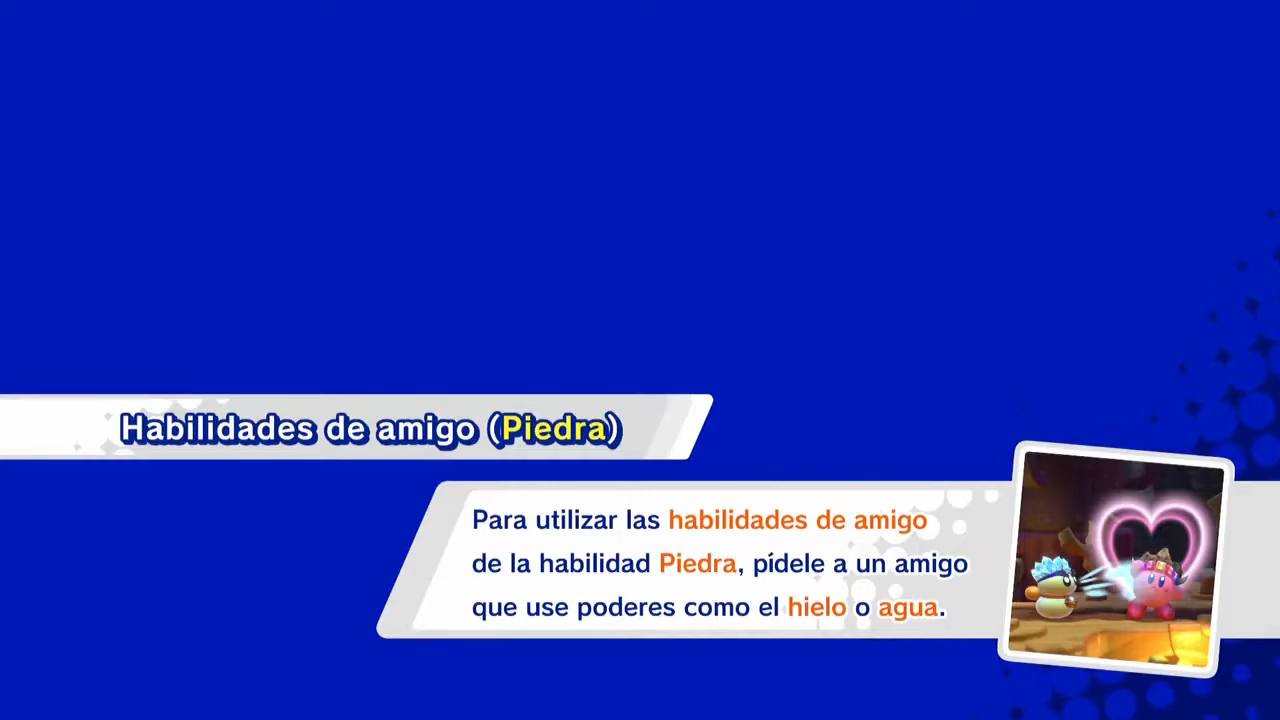 Habilidades de amigo (Piedra)
Para utilizar las habilidades de amigo
de la habilidad Piedra, pídele a un amigo
que use poderes como el hielo o agua.